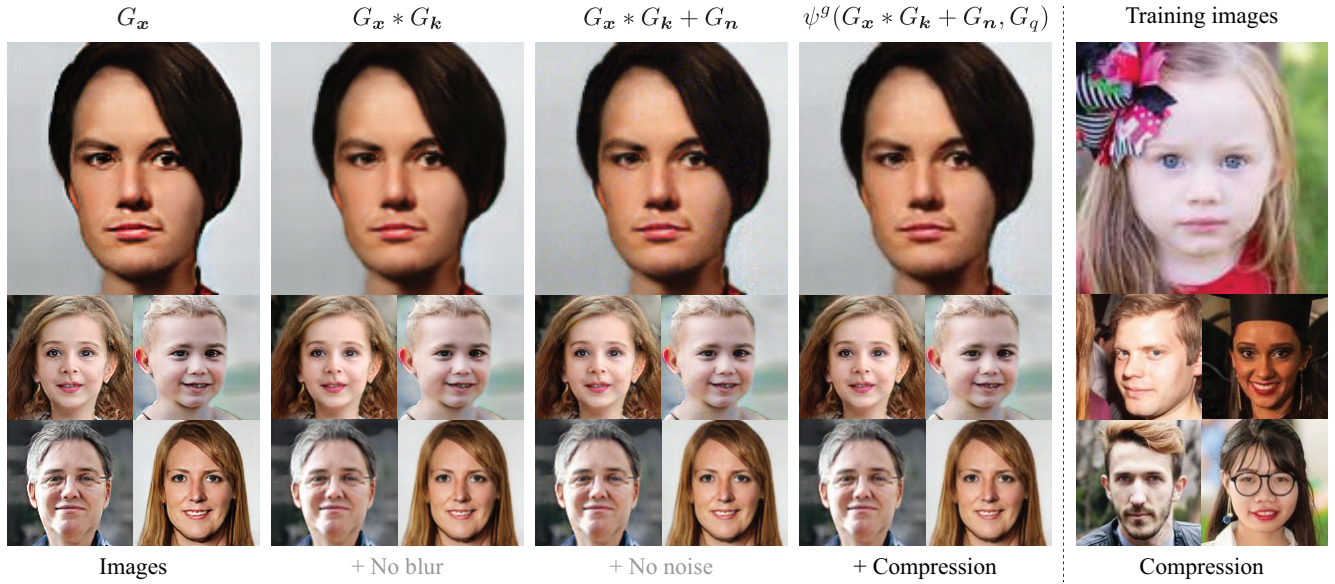 G_x
G_x * G_k
G_x * G_k + G_n
ψ^g(G_x * G_k + G_n, G_q)
Training images
Images
+ No blur
+ No noise
+ Compression
Compression